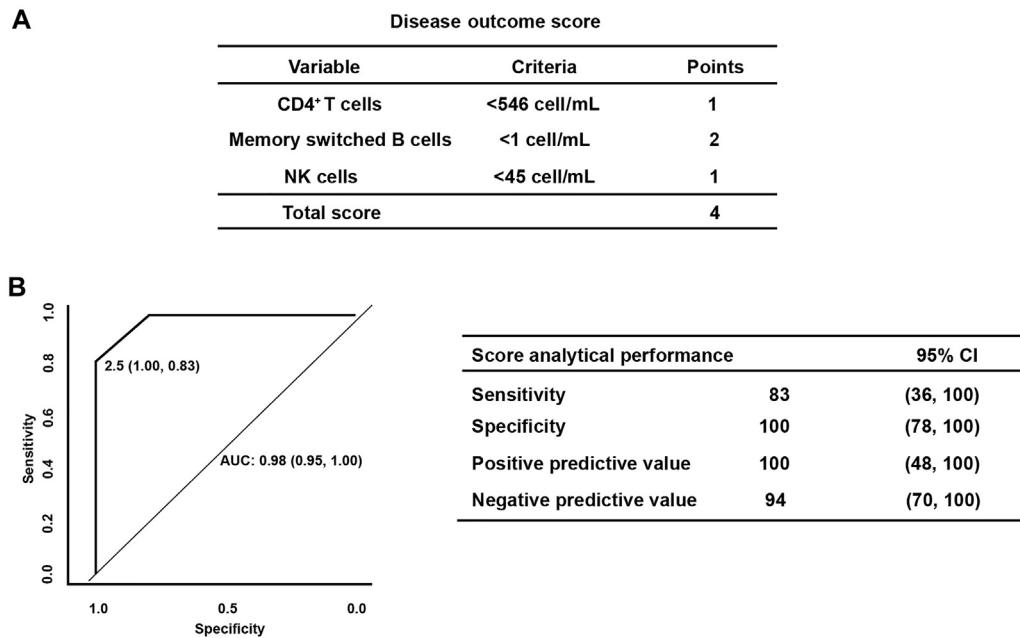 A
Disease outcome score
Variable Criteria Points
CD4+ T cells <546 cell/mL 1
Memory switched B cells <1 cell/mL 2
NK cells <45 cell/mL 1
Total score 4
B
Sensitivity
1.0
0.8
0.6
0.4
0.2
0.0
2.5 (1.00, 0.83)
AUC: 0.98 (0.95, 1.00)
1.0 0.5 0.0
Specificity
Score analytical performance 95% CI
Sensitivity 83 (36, 100)
Specificity 100 (78, 100)
Positive predictive value 100 (48, 100)
Negative predictive value 94 (70, 100)